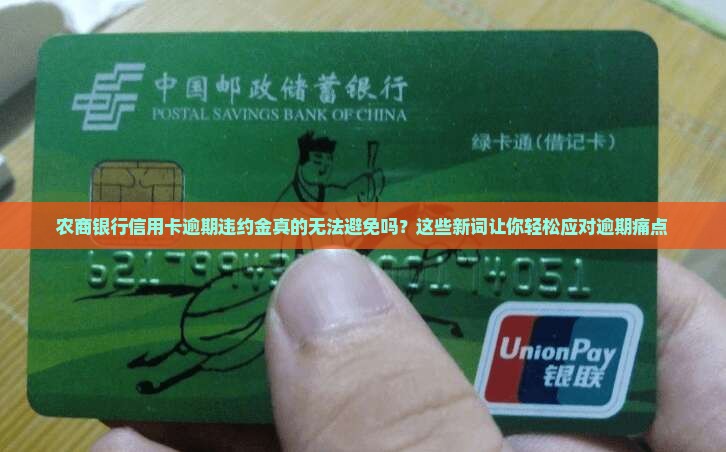 中国邮政储蓄银行
POSTAL SAVINGS BANK OF CHINA
绿卡通(借记卡)
农商银行信用卡逾期违约金真的无法避免吗？这些新词让你轻松应对逾期痛点
UnionPay
银联